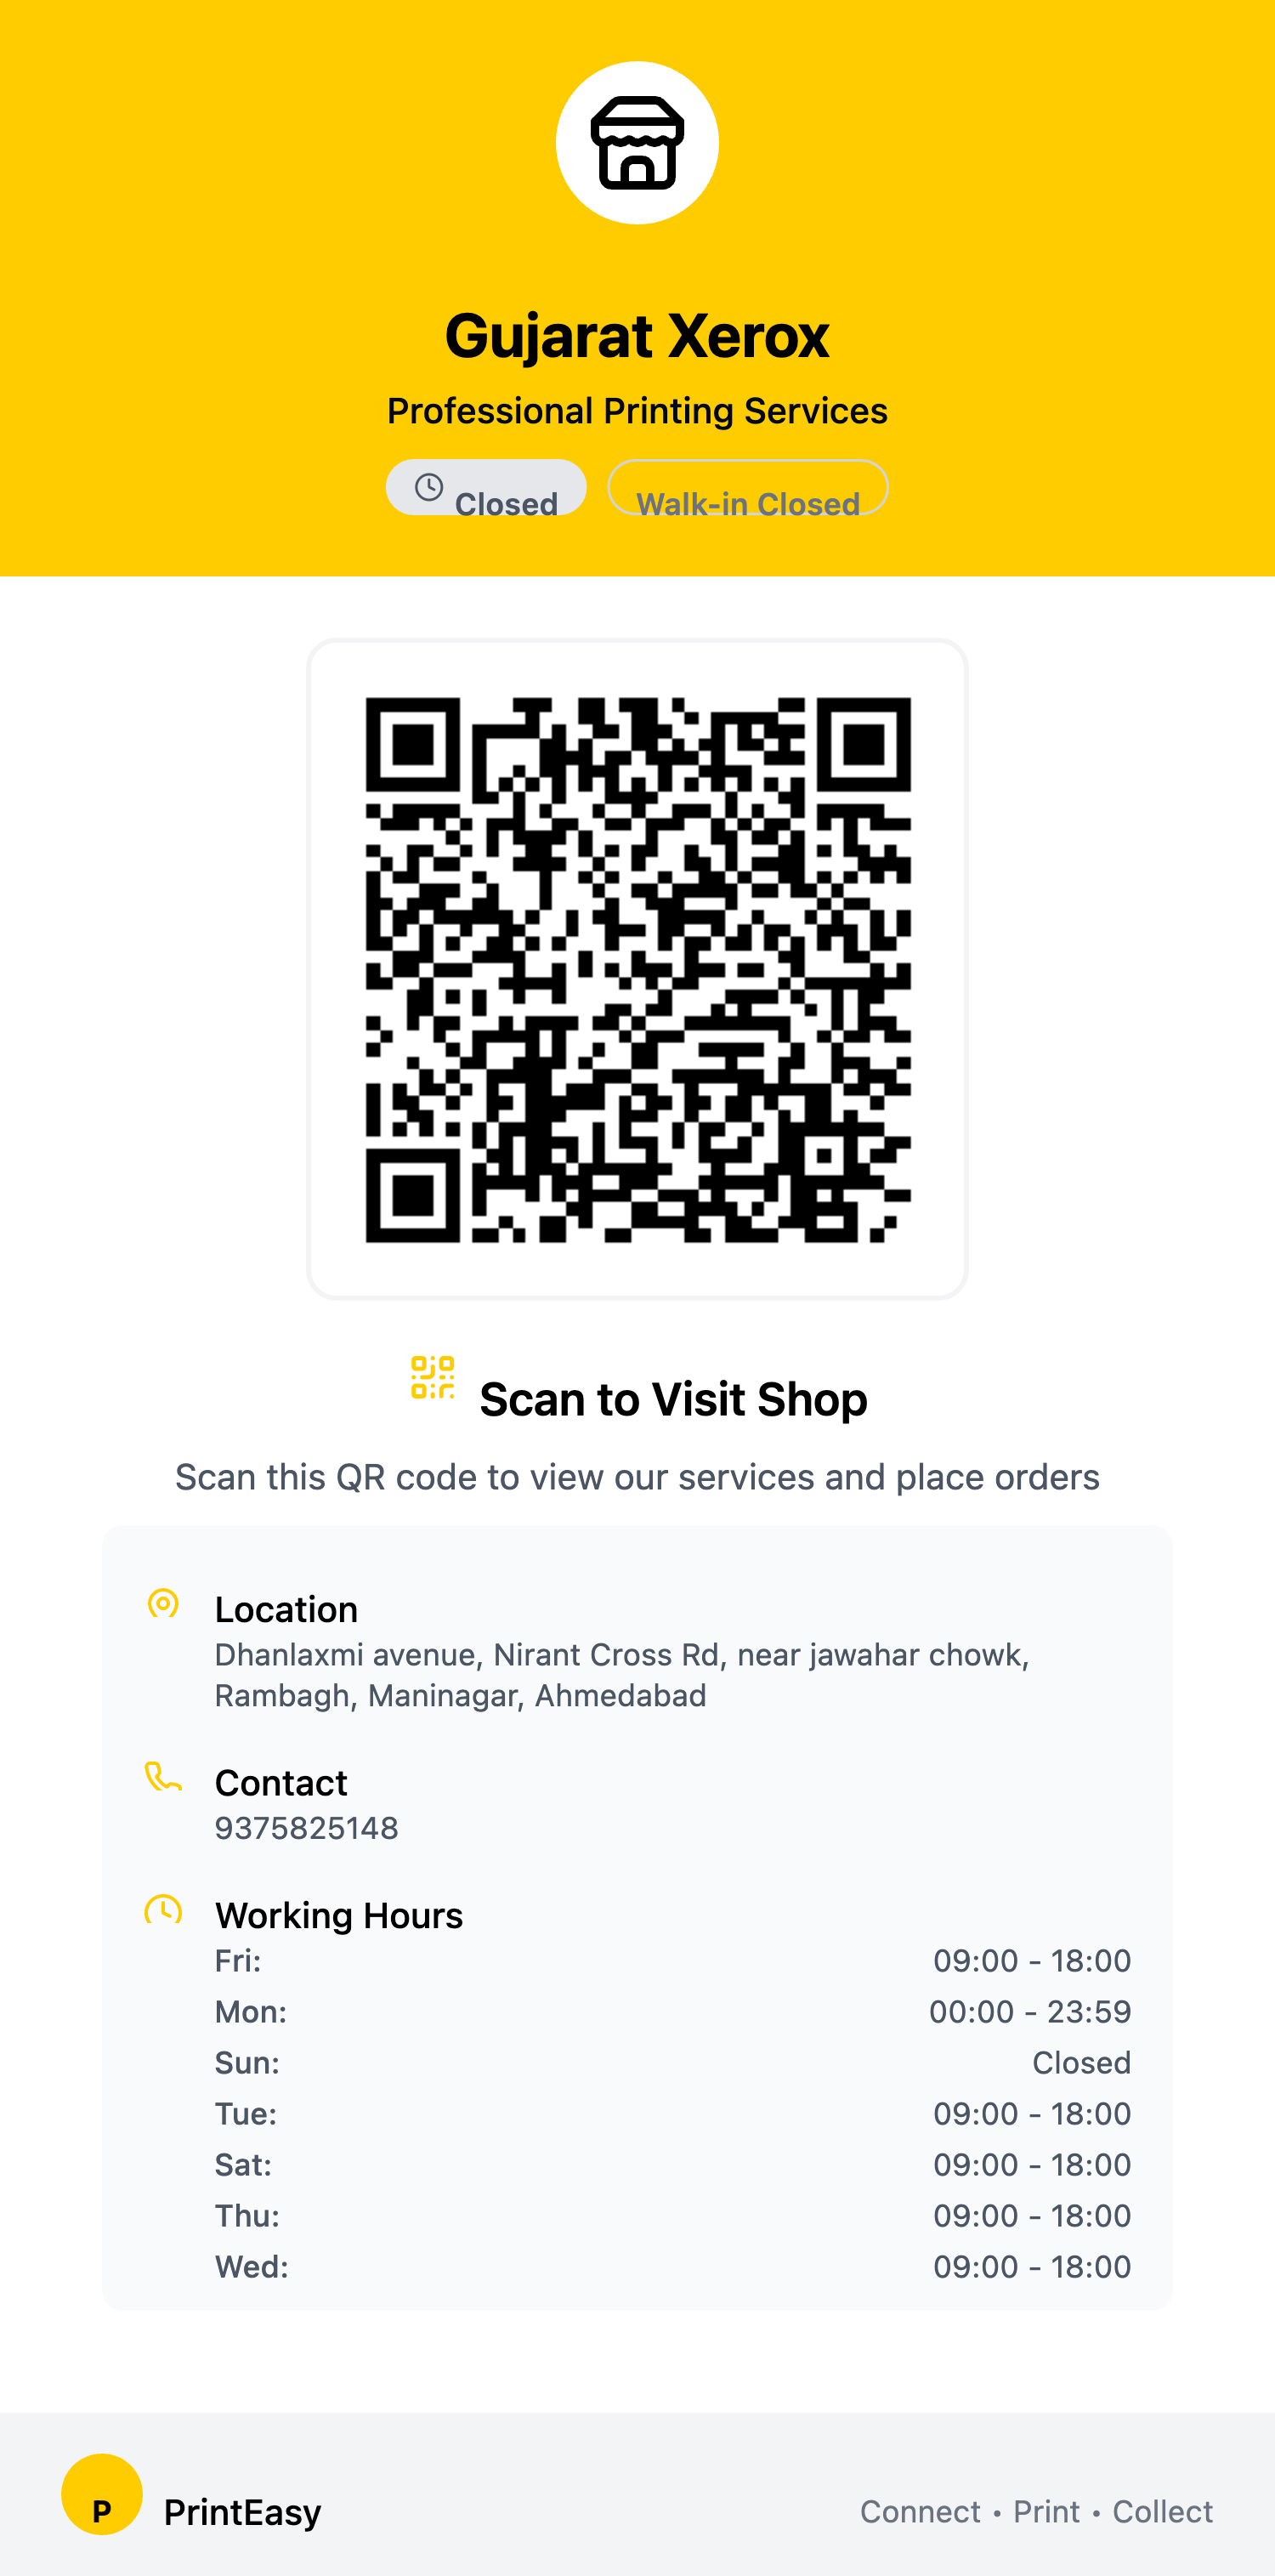 Gujarat Xerox
Professional Printing Services
Closed
Walk-in Closed
Scan to Visit Shop
Scan this QR code to view our services and place orders
Location
Dhanlaxmi avenue, Nirant Cross Rd, near jawahar chowk,
Rambagh, Maninagar, Ahmedabad
Contact
9375825148
Working Hours
Fri: 09:00 - 18:00
Mon: 00:00 - 23:59
Sun: Closed
Tue: 09:00 - 18:00
Sat: 09:00 - 18:00
Thu: 09:00 - 18:00
Wed: 09:00 - 18:00
P PrintEasy
Connect • Print • Collect